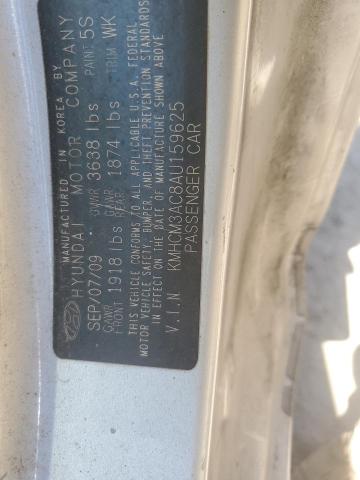 MANUFACTURED IN KOREA BY
HYUNDAI MOTOR COMPANY
SEP/07/09 GVWR 3638 lbs PAINT 5S
GAWR FRONT 1918 lbs GAWR REAR 1874 lbs TRIM WK
THIS VEHICLE CONFORMS TO ALL APPLICABLE U.S.A. FEDERAL
MOTOR VEHICLE SAFETY, BUMPER, AND THEFT PREVENTION STANDARDS
IN EFFECT ON THE DATE OF MANUFACTURE SHOWN ABOVE
V.I.N KMHCM3AC8AU159625
PASSENGER CAR